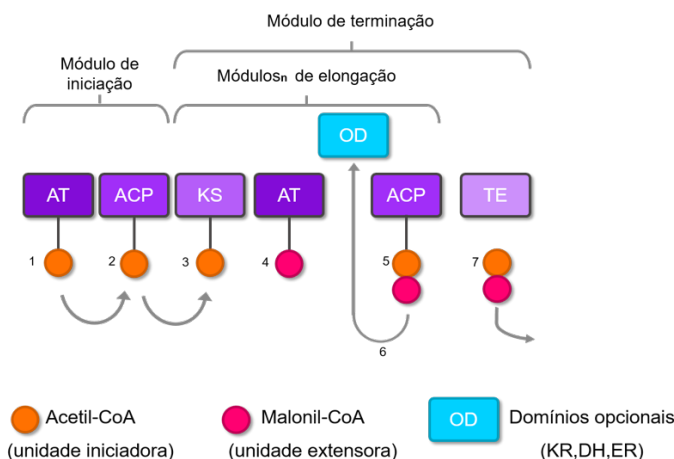 Módulo de terminação
Módulo de
iniciação
Módulosn de elongação
OD
AT
ACP
KS
AT
ACP
TE
1
2
3
4
5
7
6
Acetil-CoA
(unidade iniciadora)
Malonil-CoA
(unidade extensora)
OD
Domínios opcionais
(KR,DH,ER)